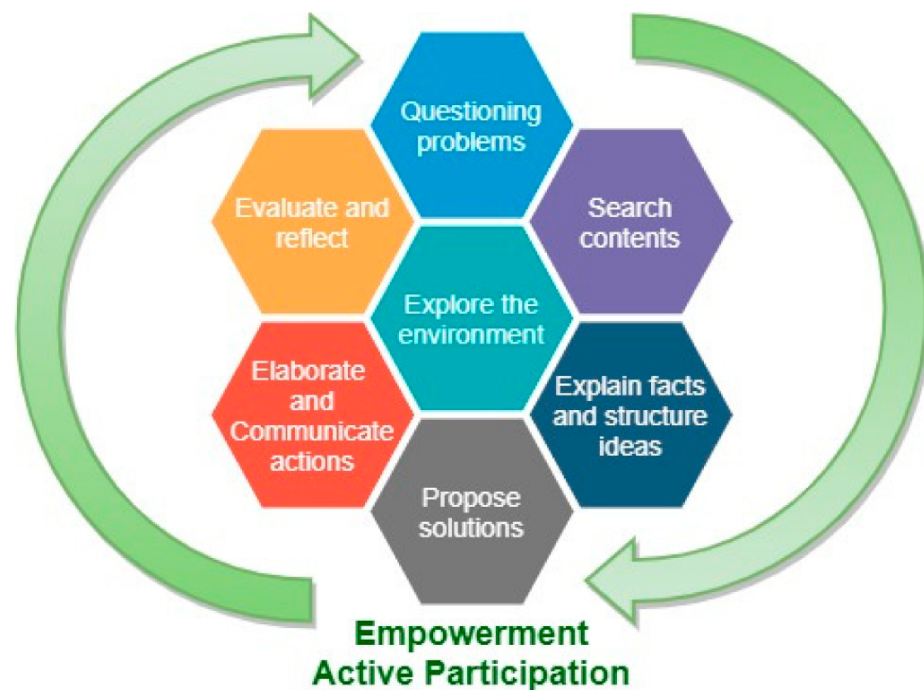 Questioning
problems
Search
contents
Explain facts
and structure
ideas
Propose
solutions
Elaborate
and
Communicate
actions
Evaluate and
reflect
Explore the
environment
Empowerment
Active Participation